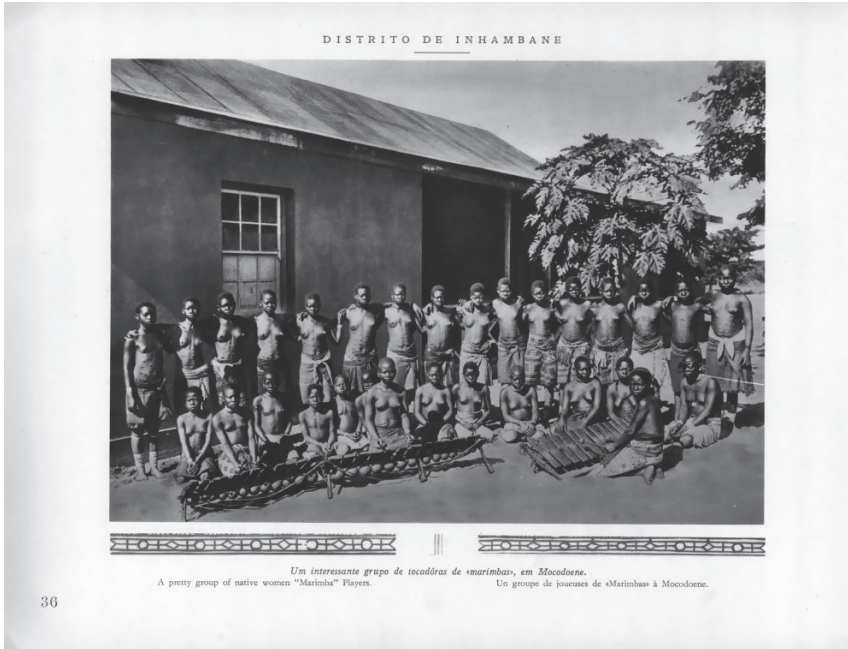 DISTRITO DE INHAMBANE
Um interessante grupo de tocadôras de «marimbas», em Mocodoene.
A pretty group of native women "Marimba" Players.
Un groupe de joueuses de «Marimbas» à Mocodoene.
36